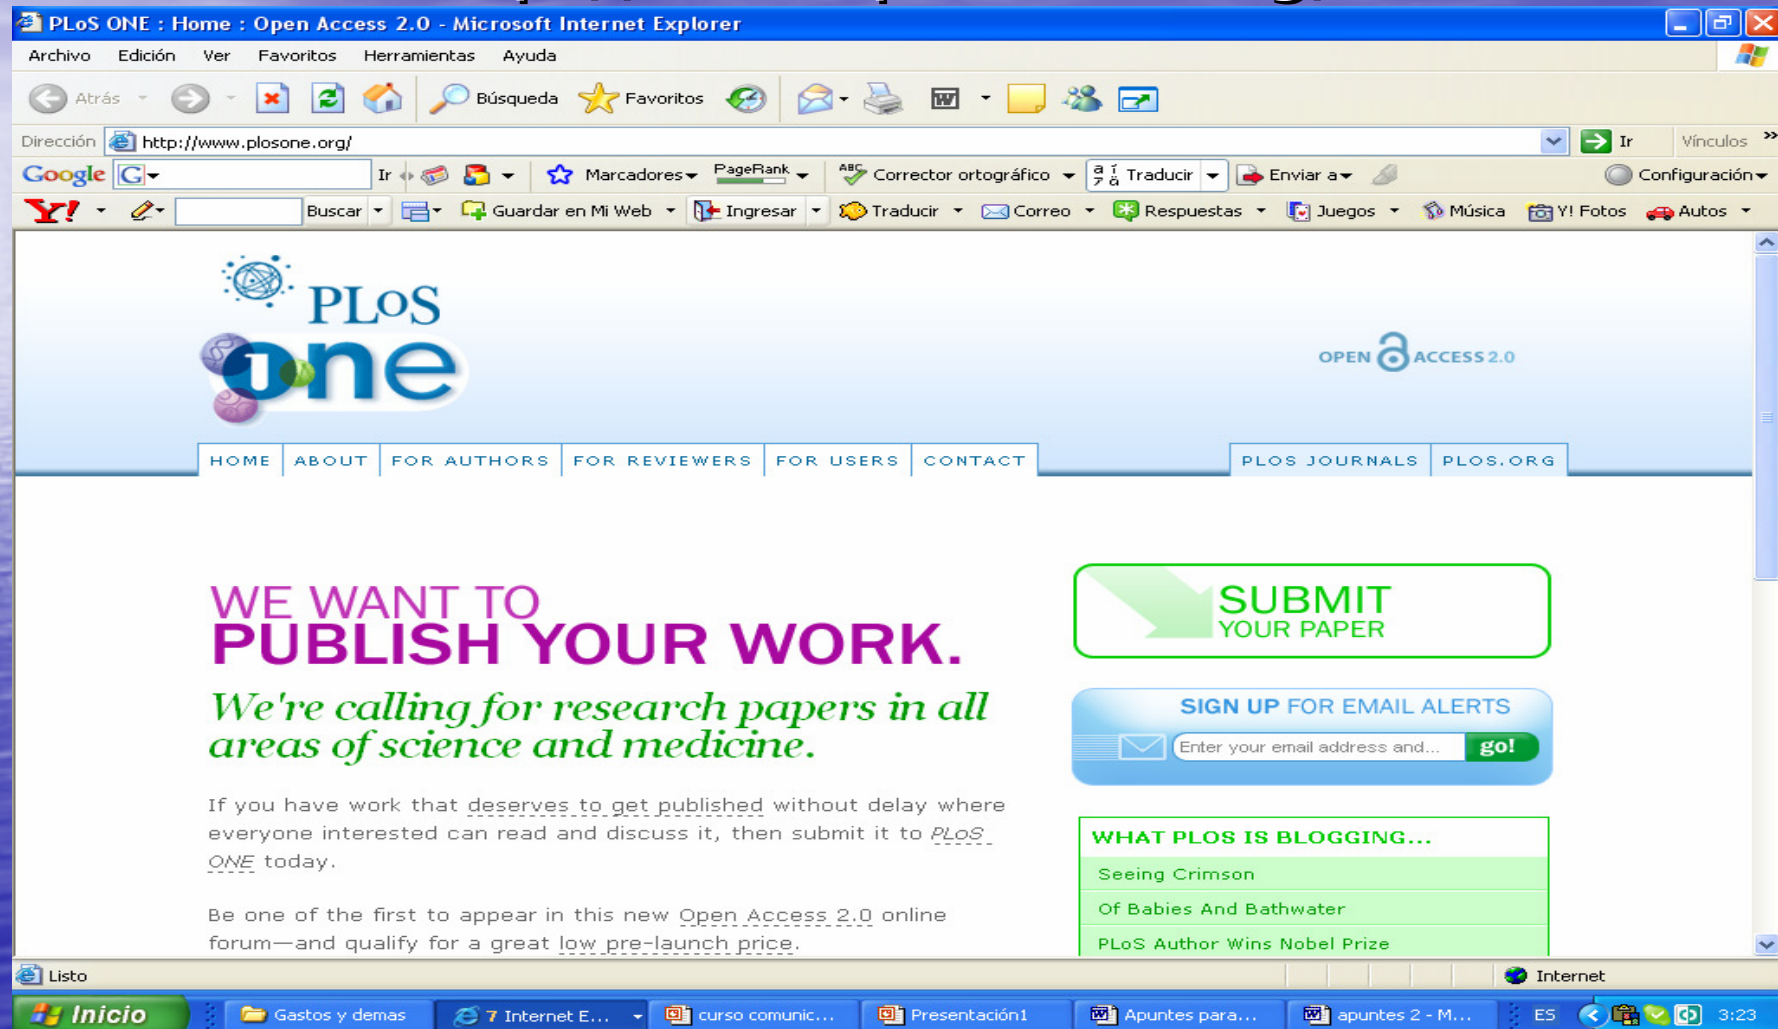 PLoS ONE : Home : Open Access 2.0 - Microsoft Internet Explorer
Archivo Edición Ver Favoritos Herramientas Ayuda
Atrás Búsqueda Favoritos
Dirección http://www.plosone.org/ Ir Vínculos »
Google G Ir Marcadores PageRank ABC Corrector ortográfico Traducir Enviar a Configuración
Y! Buscar Guardar en Mi Web Ingresar Traducir Correo Respuestas Juegos Música Y! Fotos Autos
PLoS
one
OPEN ACCESS 2.0
HOME ABOUT FOR AUTHORS FOR REVIEWERS FOR USERS CONTACT PLOS JOURNALS PLOS.ORG
WE WANT TO
PUBLISH YOUR WORK.
We're calling for research papers in all
areas of science and medicine.
If you have work that deserves to get published without delay where
everyone interested can read and discuss it, then submit it to PLoS
ONE today.
Be one of the first to appear in this new Open Access 2.0 online
forum—and qualify for a great low pre-launch price.
SUBMIT
YOUR PAPER
SIGN UP FOR EMAIL ALERTS
Enter your email address and... go!
WHAT PLOS IS BLOGGING...
Seeing Crimson
Of Babies And Bathwater
PLoS Author Wins Nobel Prize
Listo Internet
Inicio Gastos y demas 7 Internet E... curso comunic... Presentación1 Apuntes para... apuntes 2 - M... ES 3:23